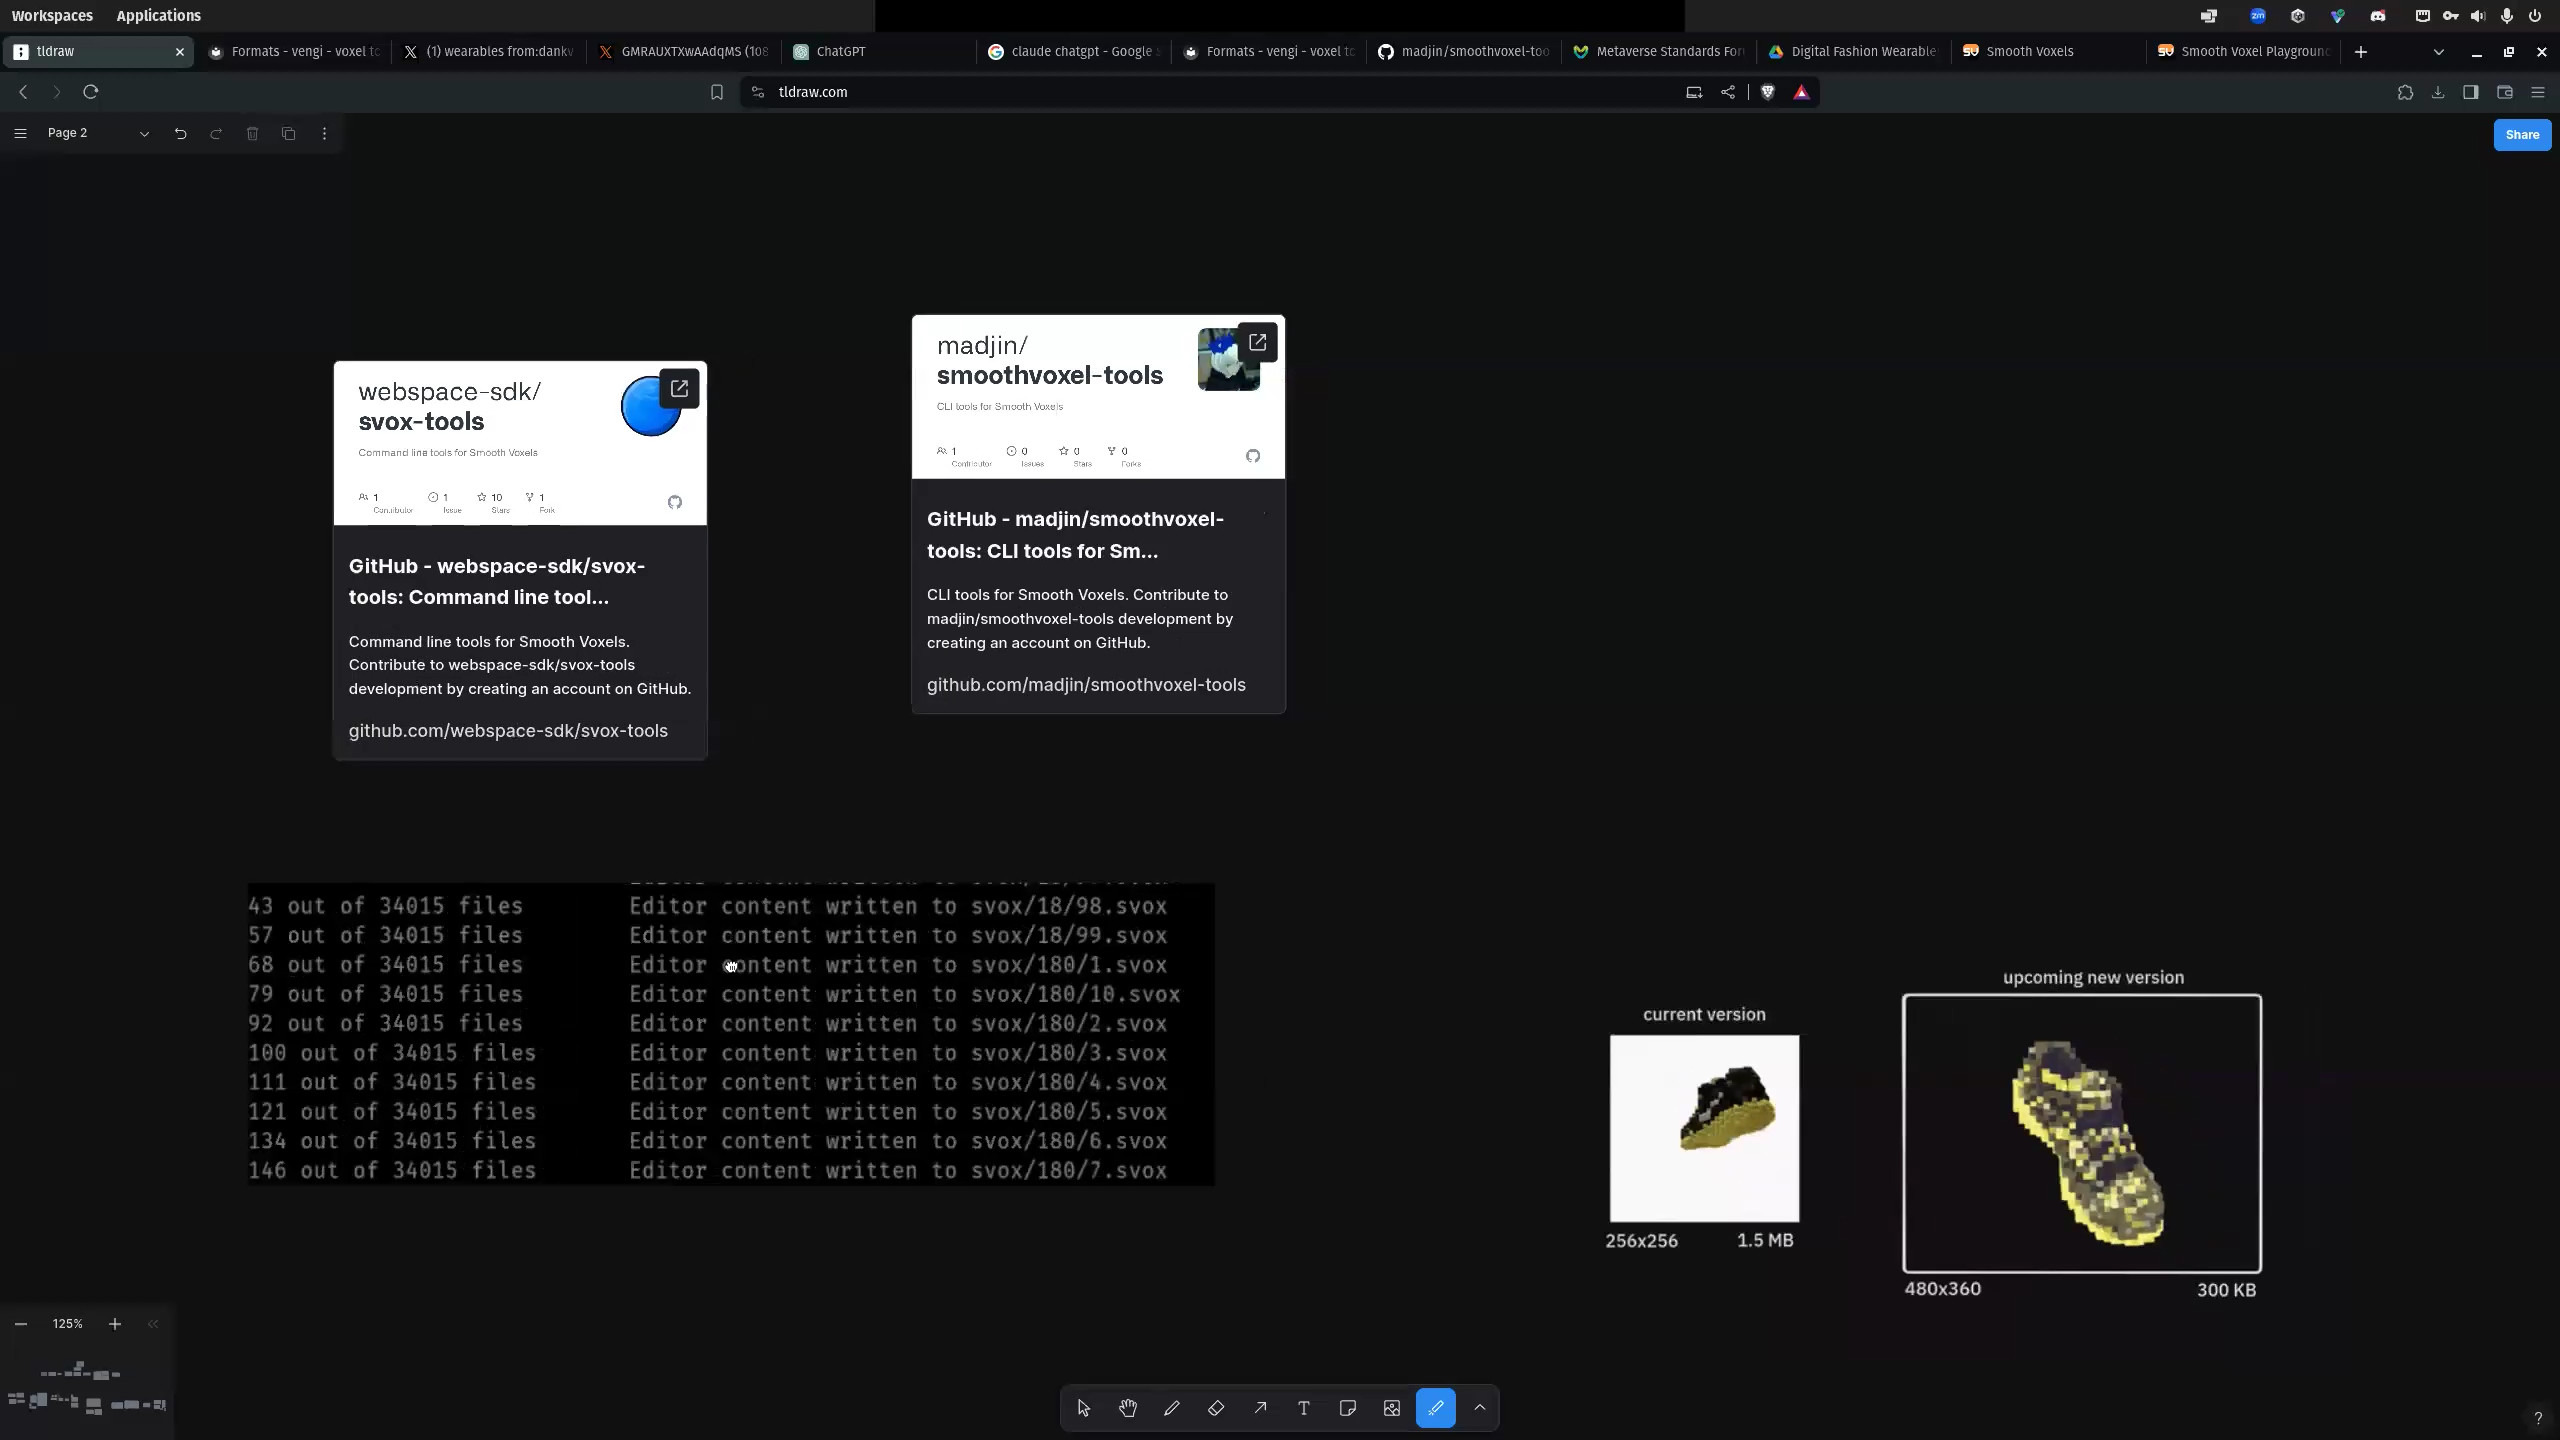 Workspaces Applications
tldraw
Formats - vengi - voxel to
(1) wearables from:dankv
GMRAUXTXwAAdqMS (108
ChatGPT
claude chatgpt - Google
Formats - vengi - voxel to
madjin/smoothvoxel-too
Metaverse Standards For
Digital Fashion Wearable
Smooth Voxels
Smooth Voxel Playground
tldraw.com
Page 2
Share
webspace-sdk/
svox-tools
Command line tools for Smooth Voxels
1 1 10 1
Contributor Issue Stars Fork
GitHub - webspace-sdk/svox-
tools: Command line tool...
Command line tools for Smooth Voxels.
Contribute to webspace-sdk/svox-tools
development by creating an account on GitHub.
github.com/webspace-sdk/svox-tools
madjin/
smoothvoxel-tools
CLI tools for Smooth Voxels
1 0 0 0
Contributor Issues Stars Forks
GitHub - madjin/smoothvoxel-
tools: CLI tools for Sm...
CLI tools for Smooth Voxels. Contribute to
madjin/smoothvoxel-tools development by
creating an account on GitHub.
github.com/madjin/smoothvoxel-tools
43 out of 34015 files Editor content written to svox/18/98.svox
57 out of 34015 files Editor content written to svox/18/99.svox
68 out of 34015 files Editor content written to svox/180/1.svox
79 out of 34015 files Editor content written to svox/180/10.svox
92 out of 34015 files Editor content written to svox/180/2.svox
100 out of 34015 files Editor content written to svox/180/3.svox
111 out of 34015 files Editor content written to svox/180/4.svox
121 out of 34015 files Editor content written to svox/180/5.svox
134 out of 34015 files Editor content written to svox/180/6.svox
146 out of 34015 files Editor content written to svox/180/7.svox
current version
256x256 1.5 MB
upcoming new version
480x360 300 KB
125%